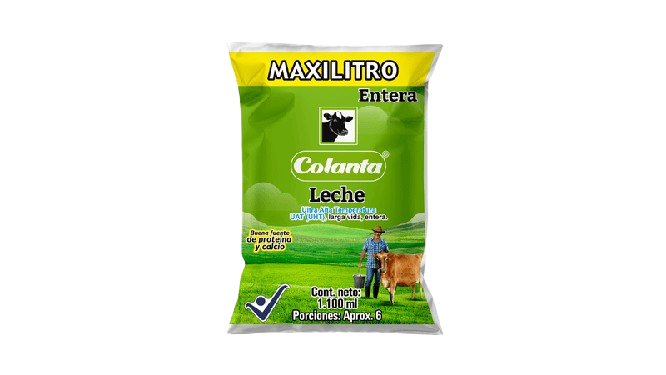 MAXILITRO
Entera
Colanta®
Leche
Ultra Alta Temperatura
UAT (UHT), larga vida, entera.
Buena fuente
de proteína
y calcio
Cont. neto:
1.100 ml
Porciones: Aprox. 6